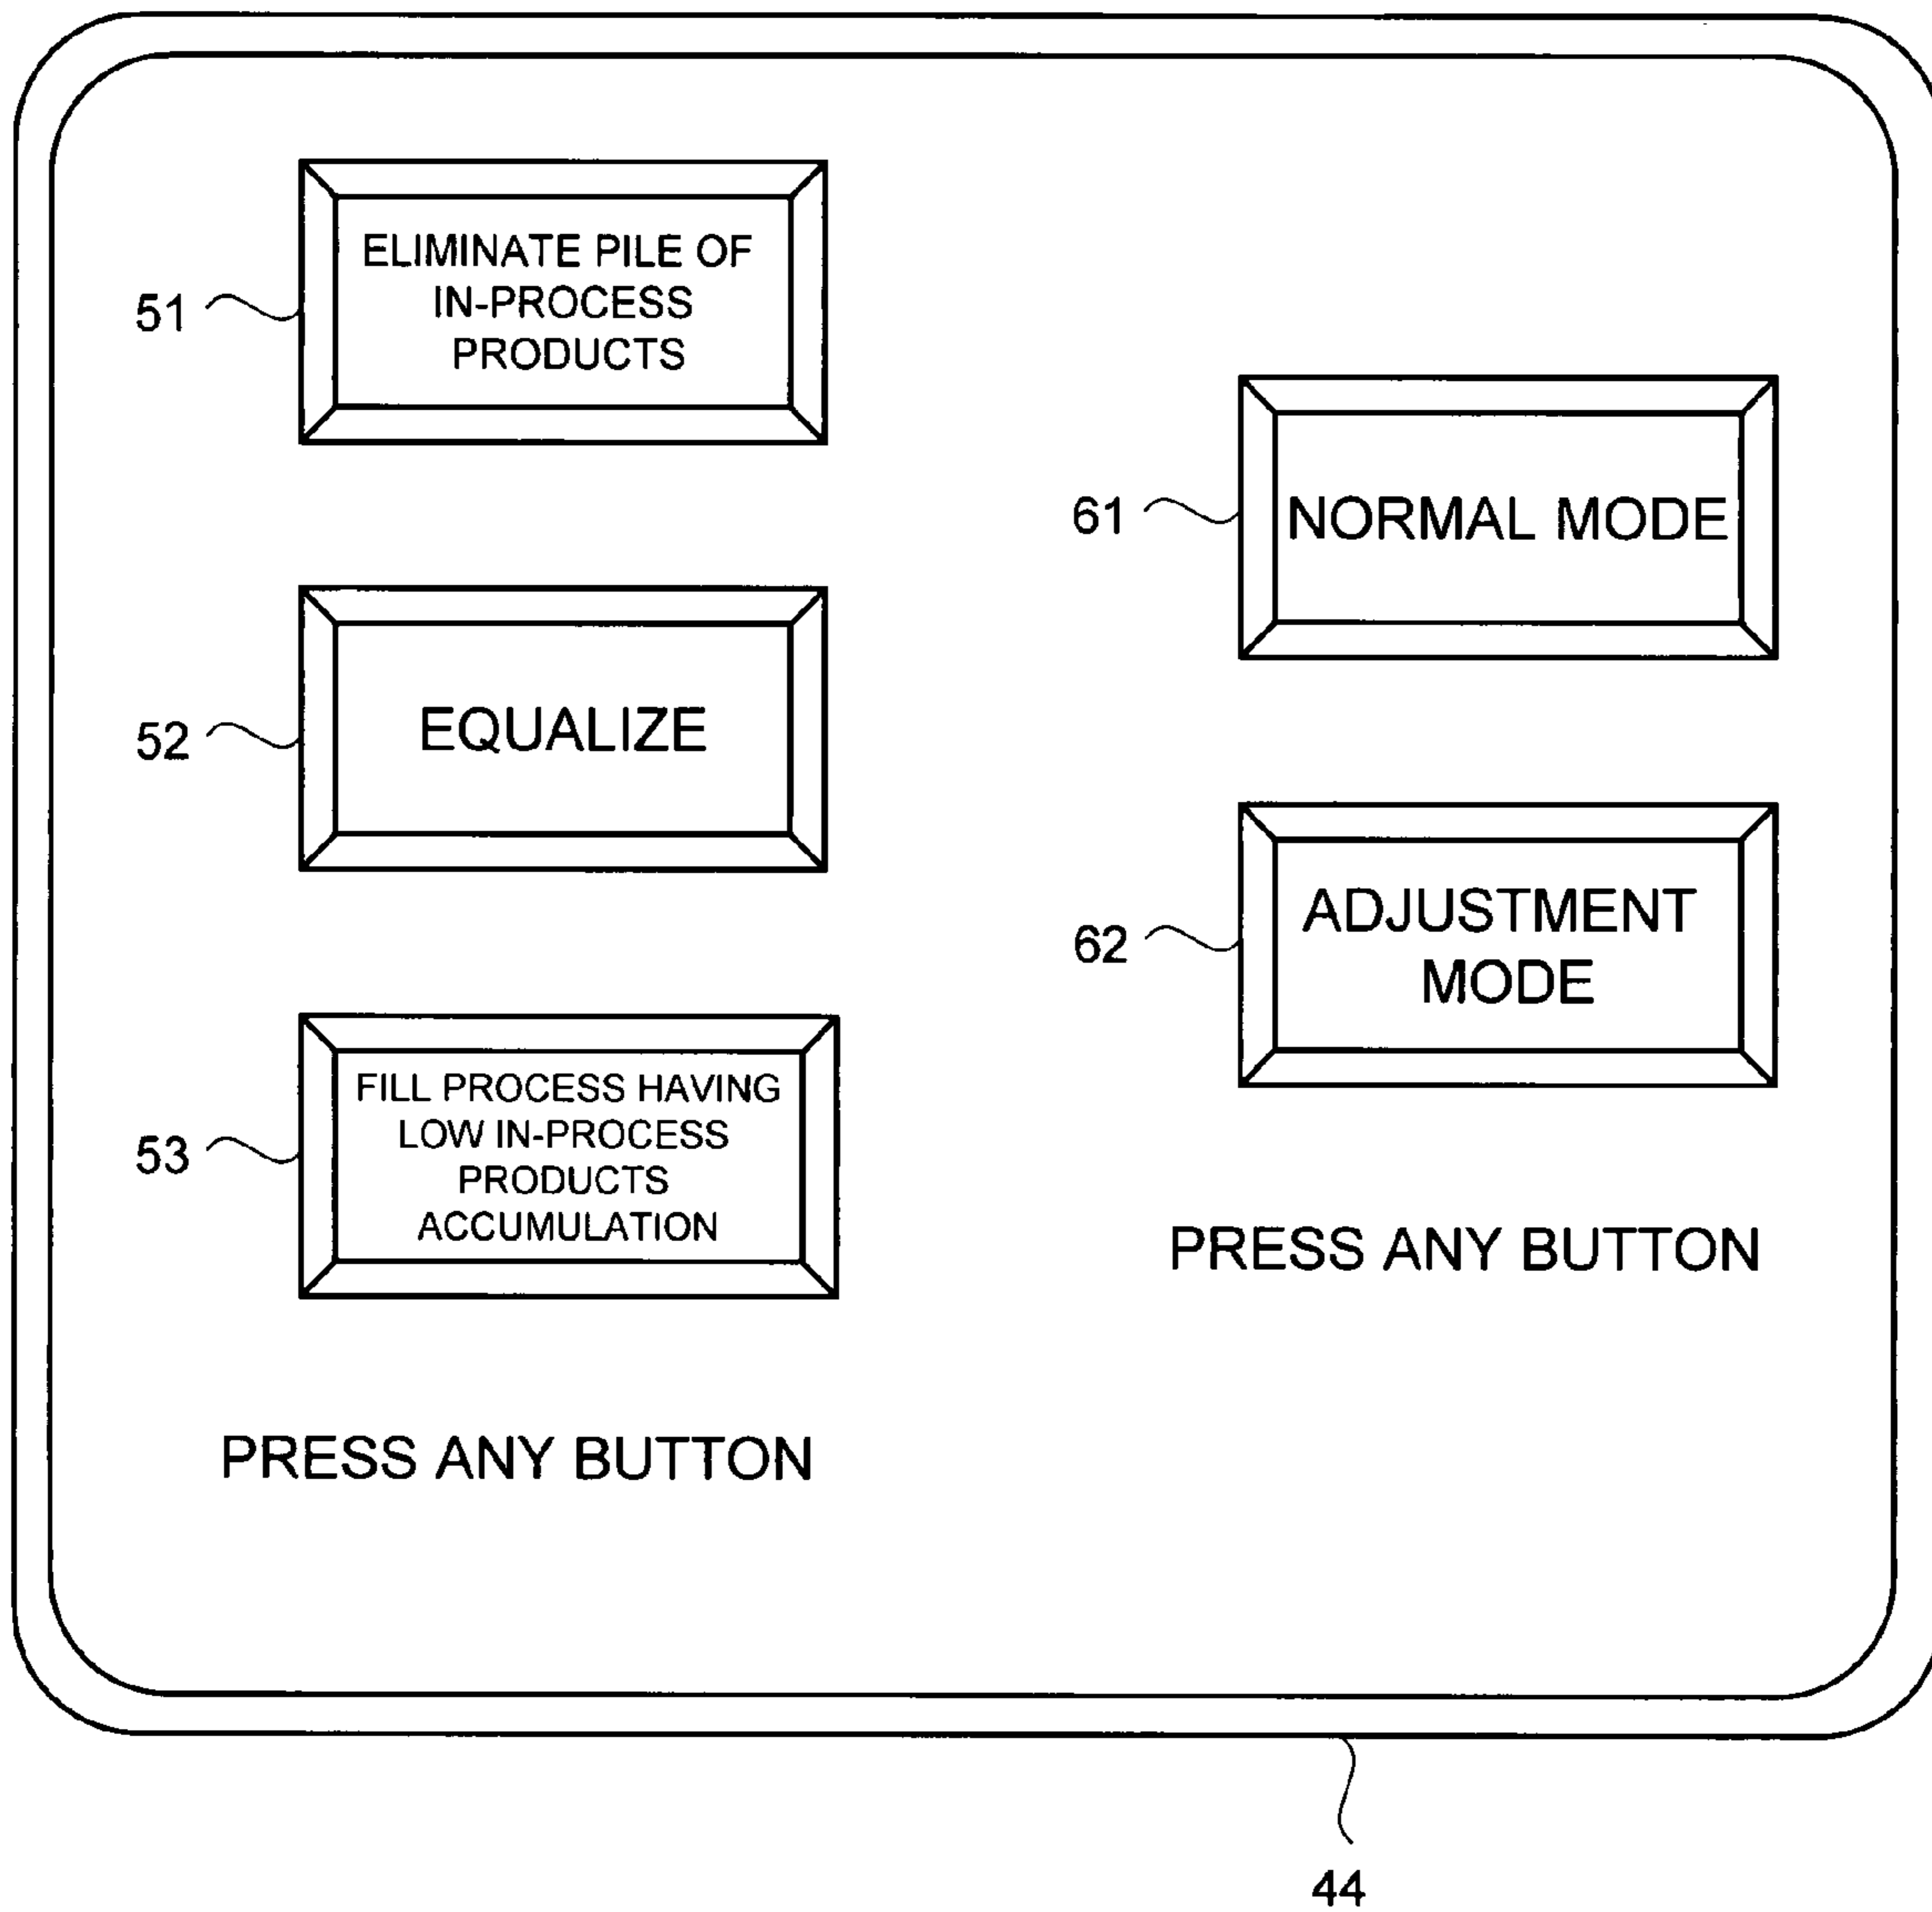 ELIMINATE PILE OF
IN-PROCESS
PRODUCTS
51
EQUALIZE
52
FILL PROCESS HAVING
LOW IN-PROCESS
PRODUCTS
ACCUMULATION
53
PRESS ANY BUTTON
NORMAL MODE
61
ADJUSTMENT
MODE
62
PRESS ANY BUTTON
44